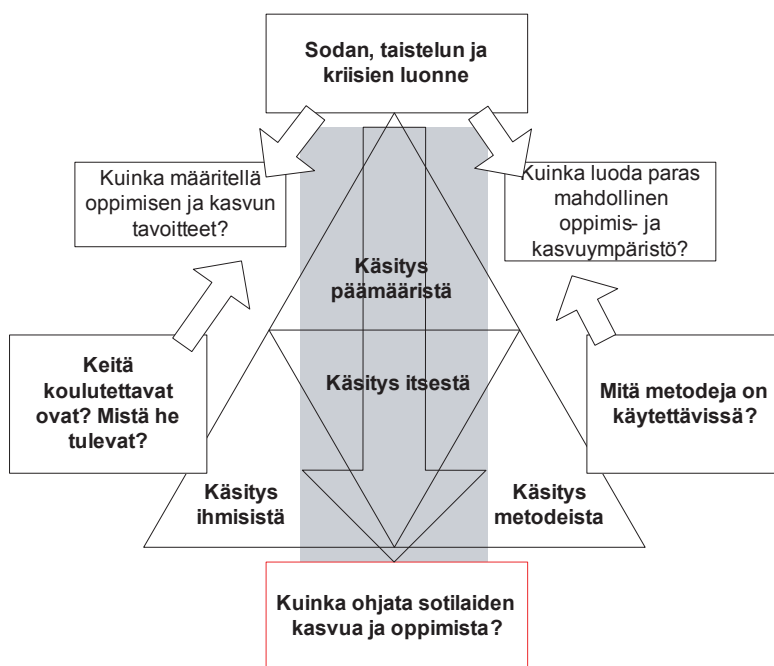 Sodan, taistelun ja
kriisien luonne
Kuinka määritellä
oppimisen ja kasvun
tavoitteet?
Kuinka luoda paras
mahdollinen
oppimis- ja
kasvuympäristö?
Käsitys
päämääristä
Keitä
koulutettavat
ovat? Mistä he
tulevat?
Käsitys itsestä
Mitä metodeja on
käytettävissä?
Käsitys
ihmisistä
Käsitys
metodeista
Kuinka ohjata sotilaiden
kasvua ja oppimista?